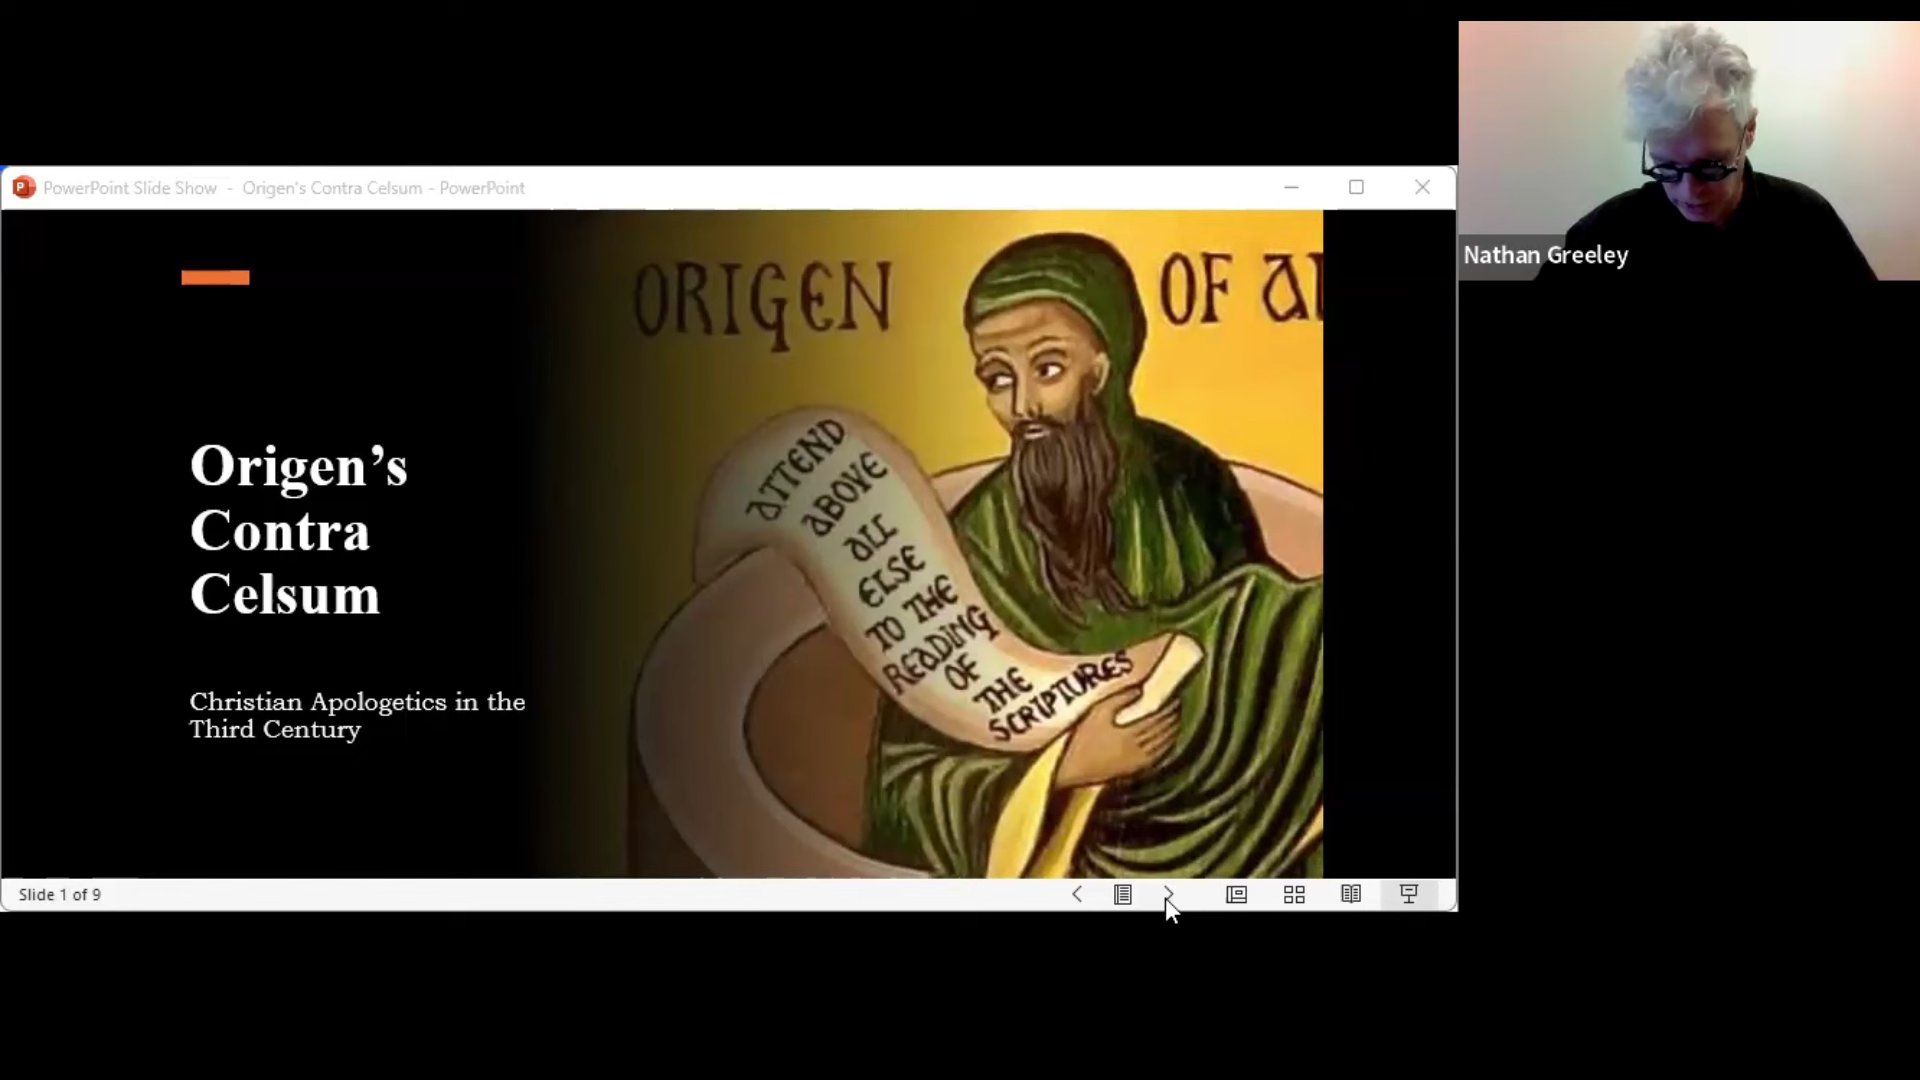 PowerPoint Slide Show - Origen's Contra Celsum - PowerPoint
ORIGEN OF
ATTEND
ABOVE
ALL
ELSE
TO THE
READING
OF
THE
SCRIPTURES
Origen’s
Contra
Celsum
Christian Apologetics in the
Third Century
Slide 1 of 9
Nathan Greeley